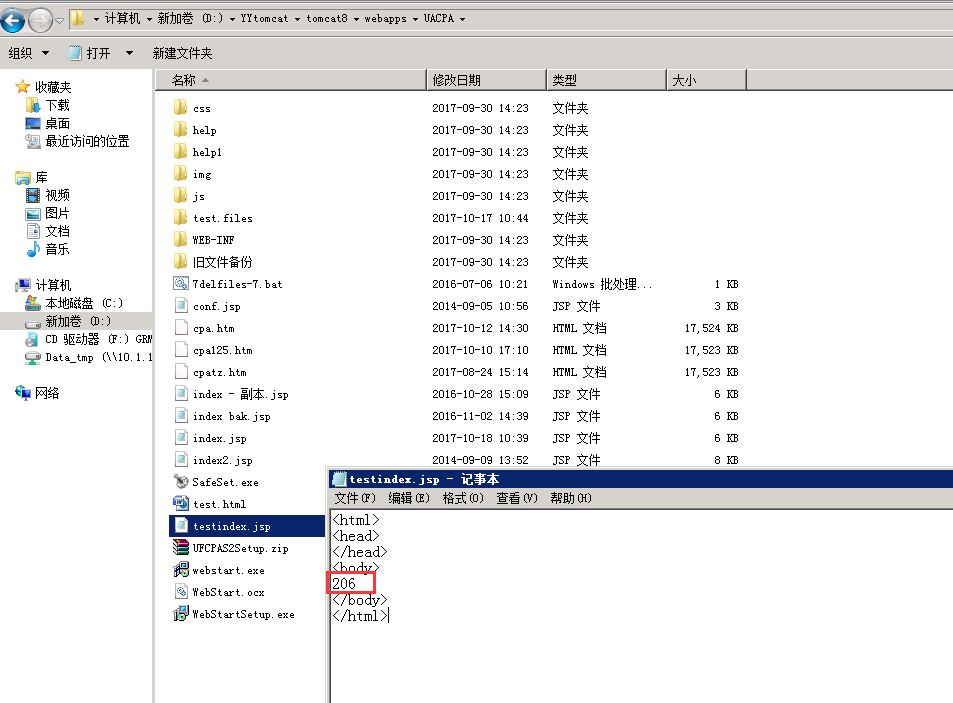 计算机 新加卷 (D:) YYtomcat tomcat8 webapps UACPA
组织 打开 新建文件夹
收藏夹
下载
桌面
最近访问的位置
库
视频
图片
文档
音乐
计算机
本地磁盘 (C:)
新加卷 (D:)
CD 驱动器 (F:) GRM
Data_tmp (\\10.1.1
网络
名称 修改日期 类型 大小
css 2017-09-30 14:23 文件夹
help 2017-09-30 14:23 文件夹
help1 2017-09-30 14:23 文件夹
img 2017-09-30 14:23 文件夹
js 2017-09-30 14:23 文件夹
test.files 2017-10-17 10:44 文件夹
WEB-INF 2017-09-30 14:23 文件夹
旧文件备份 2017-09-30 14:23 文件夹
7delfiles-7.bat 2016-07-06 10:21 Windows 批处理... 1 KB
conf.jsp 2014-09-05 10:56 JSP 文件 3 KB
cpa.htm 2017-10-12 14:30 HTML 文档 17,524 KB
cpa125.htm 2017-10-10 17:10 HTML 文档 17,523 KB
cpatz.htm 2017-08-24 15:14 HTML 文档 17,523 KB
index - 副本.jsp 2016-10-28 15:09 JSP 文件 6 KB
index bak.jsp 2016-11-02 14:39 JSP 文件 6 KB
index.jsp 2017-10-18 10:39 JSP 文件 6 KB
index2.jsp 2014-09-09 13:52 JSP 文件 8 KB
SafeSet.exe
test.html
testindex.jsp
UFCPAS2Setup.zip
webstart.exe
WebStart.ocx
WebStartSetup.exe
testindex.jsp - 记事本
文件(F) 编辑(E) 格式(O) 查看(V) 帮助(H)
<html>
<head>
</head>
<body>
206
</body>
</html>